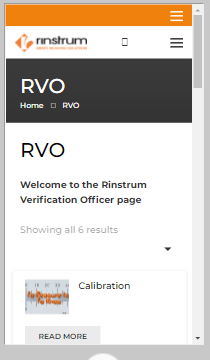 rinstrum
SMART WEIGHING SOLUTIONS
RVO
Home RVO
RVO
Welcome to the Rinstrum
Verification Officer page
Showing all 6 results
Calibration
READ MORE